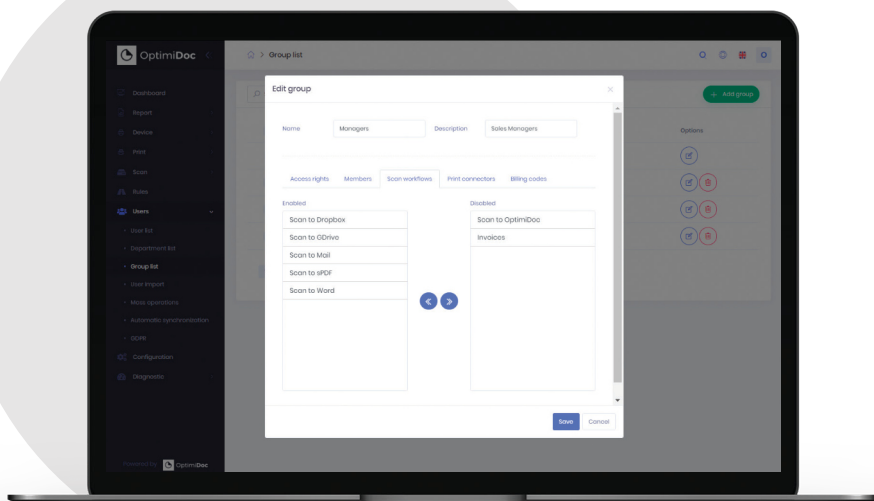 OptimiDoc
> Group list
Dashboard
Report
Device
Print
Scan
Rules
Users
User list
Department list
Group list
User import
Mass operations
Automatic synchronization
GDPR
Configuration
Diagnostic
Powered by OptimiDoc
+ Add group
Options
Edit group
Name Managers Description Sales Managers
Access rights Members Scan workflows Print connectors Billing codes
Enabled
Scan to Dropbox
Scan to GDrive
Scan to Mail
Scan to sPDF
Scan to Word
Disabled
Scan to OptimiDoc
Invoices
Save Cancel